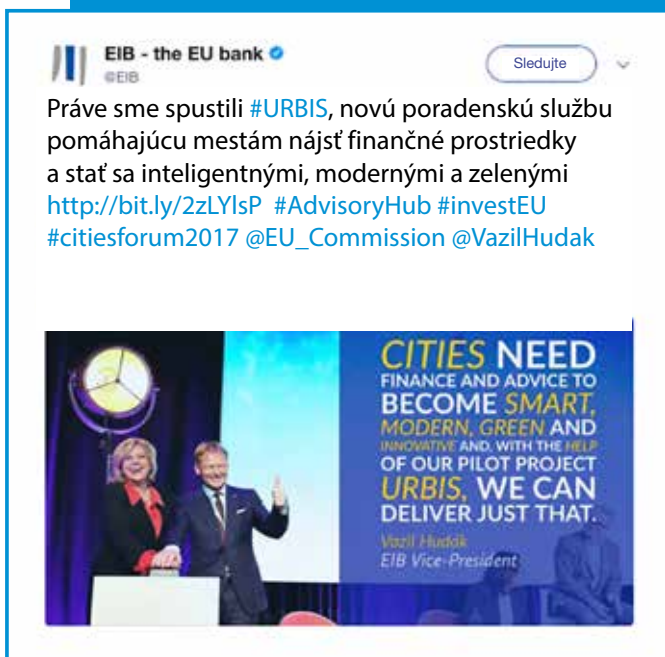 EIB - the EU bank
@EIB
Sledujte
Práve sme spustili #URBIS, novú poradenskú službu
pomáhajúcu mestám nájsť finančné prostriedky
a stať sa inteligentnými, modernými a zelenými
http://bit.ly/2zLYlsP #AdvisoryHub #investEU
#citiesforum2017 @EU_Commission @VazilHudak
CITIES NEED
FINANCE AND ADVICE TO
BECOME SMART,
MODERN, GREEN AND
INNOVATIVE AND, WITH THE HELP
OF OUR PILOT PROJECT
URBIS, WE CAN
DELIVER JUST THAT.
Vazil Hudák
EIB Vice-President